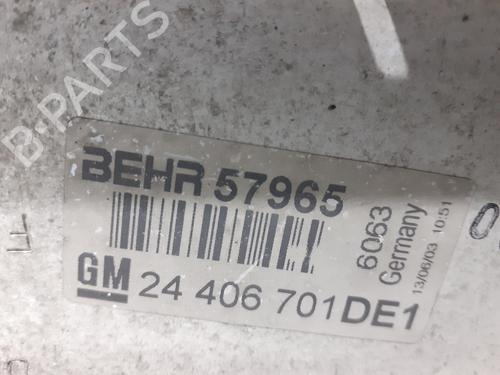 B-PARTS
BEHR 57965
6063
Germany
13/06/03 10:51
GM 24 406 701DE1